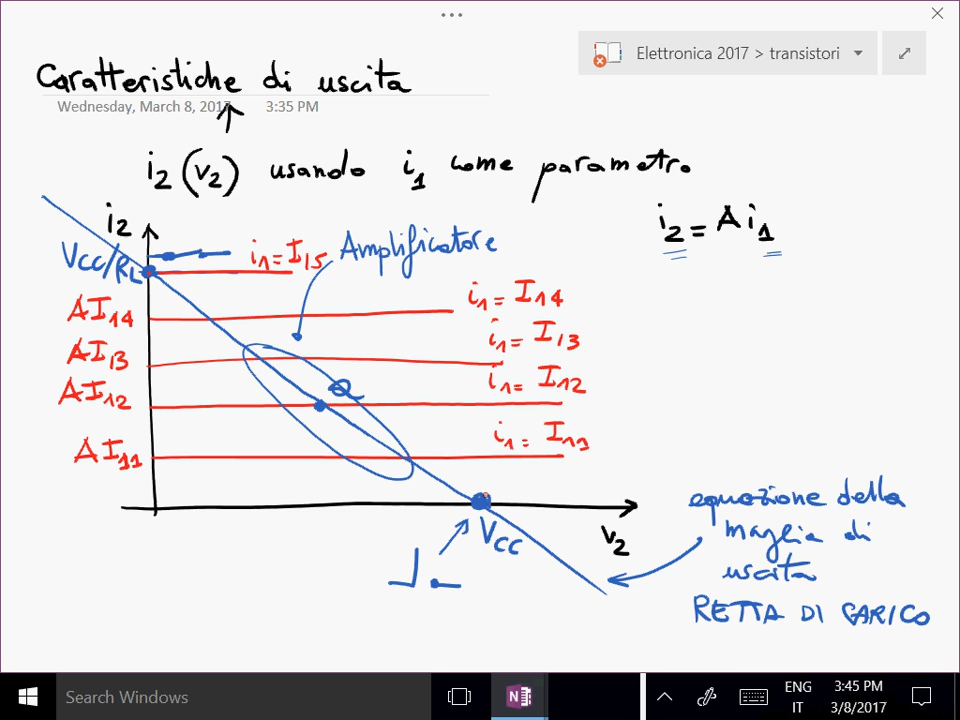 Elettronica 2017 > transistori
Caratteristiche di uscita
Wednesday, March 8, 2017 3:35 PM
i2 (v2) usando i1 come parametro
i2 = A i1
i2
VCC/RL
i1 = I15
Amplificatore
AI14
i1 = I14
AI13
i1 = I13
AI12
i1 = I12
Q
AI11
i1 = I11
VCC
v2
equazione della
maglia di
uscita
RETTA DI CARICO
Search Windows
ENG
IT
3:45 PM
3/8/2017